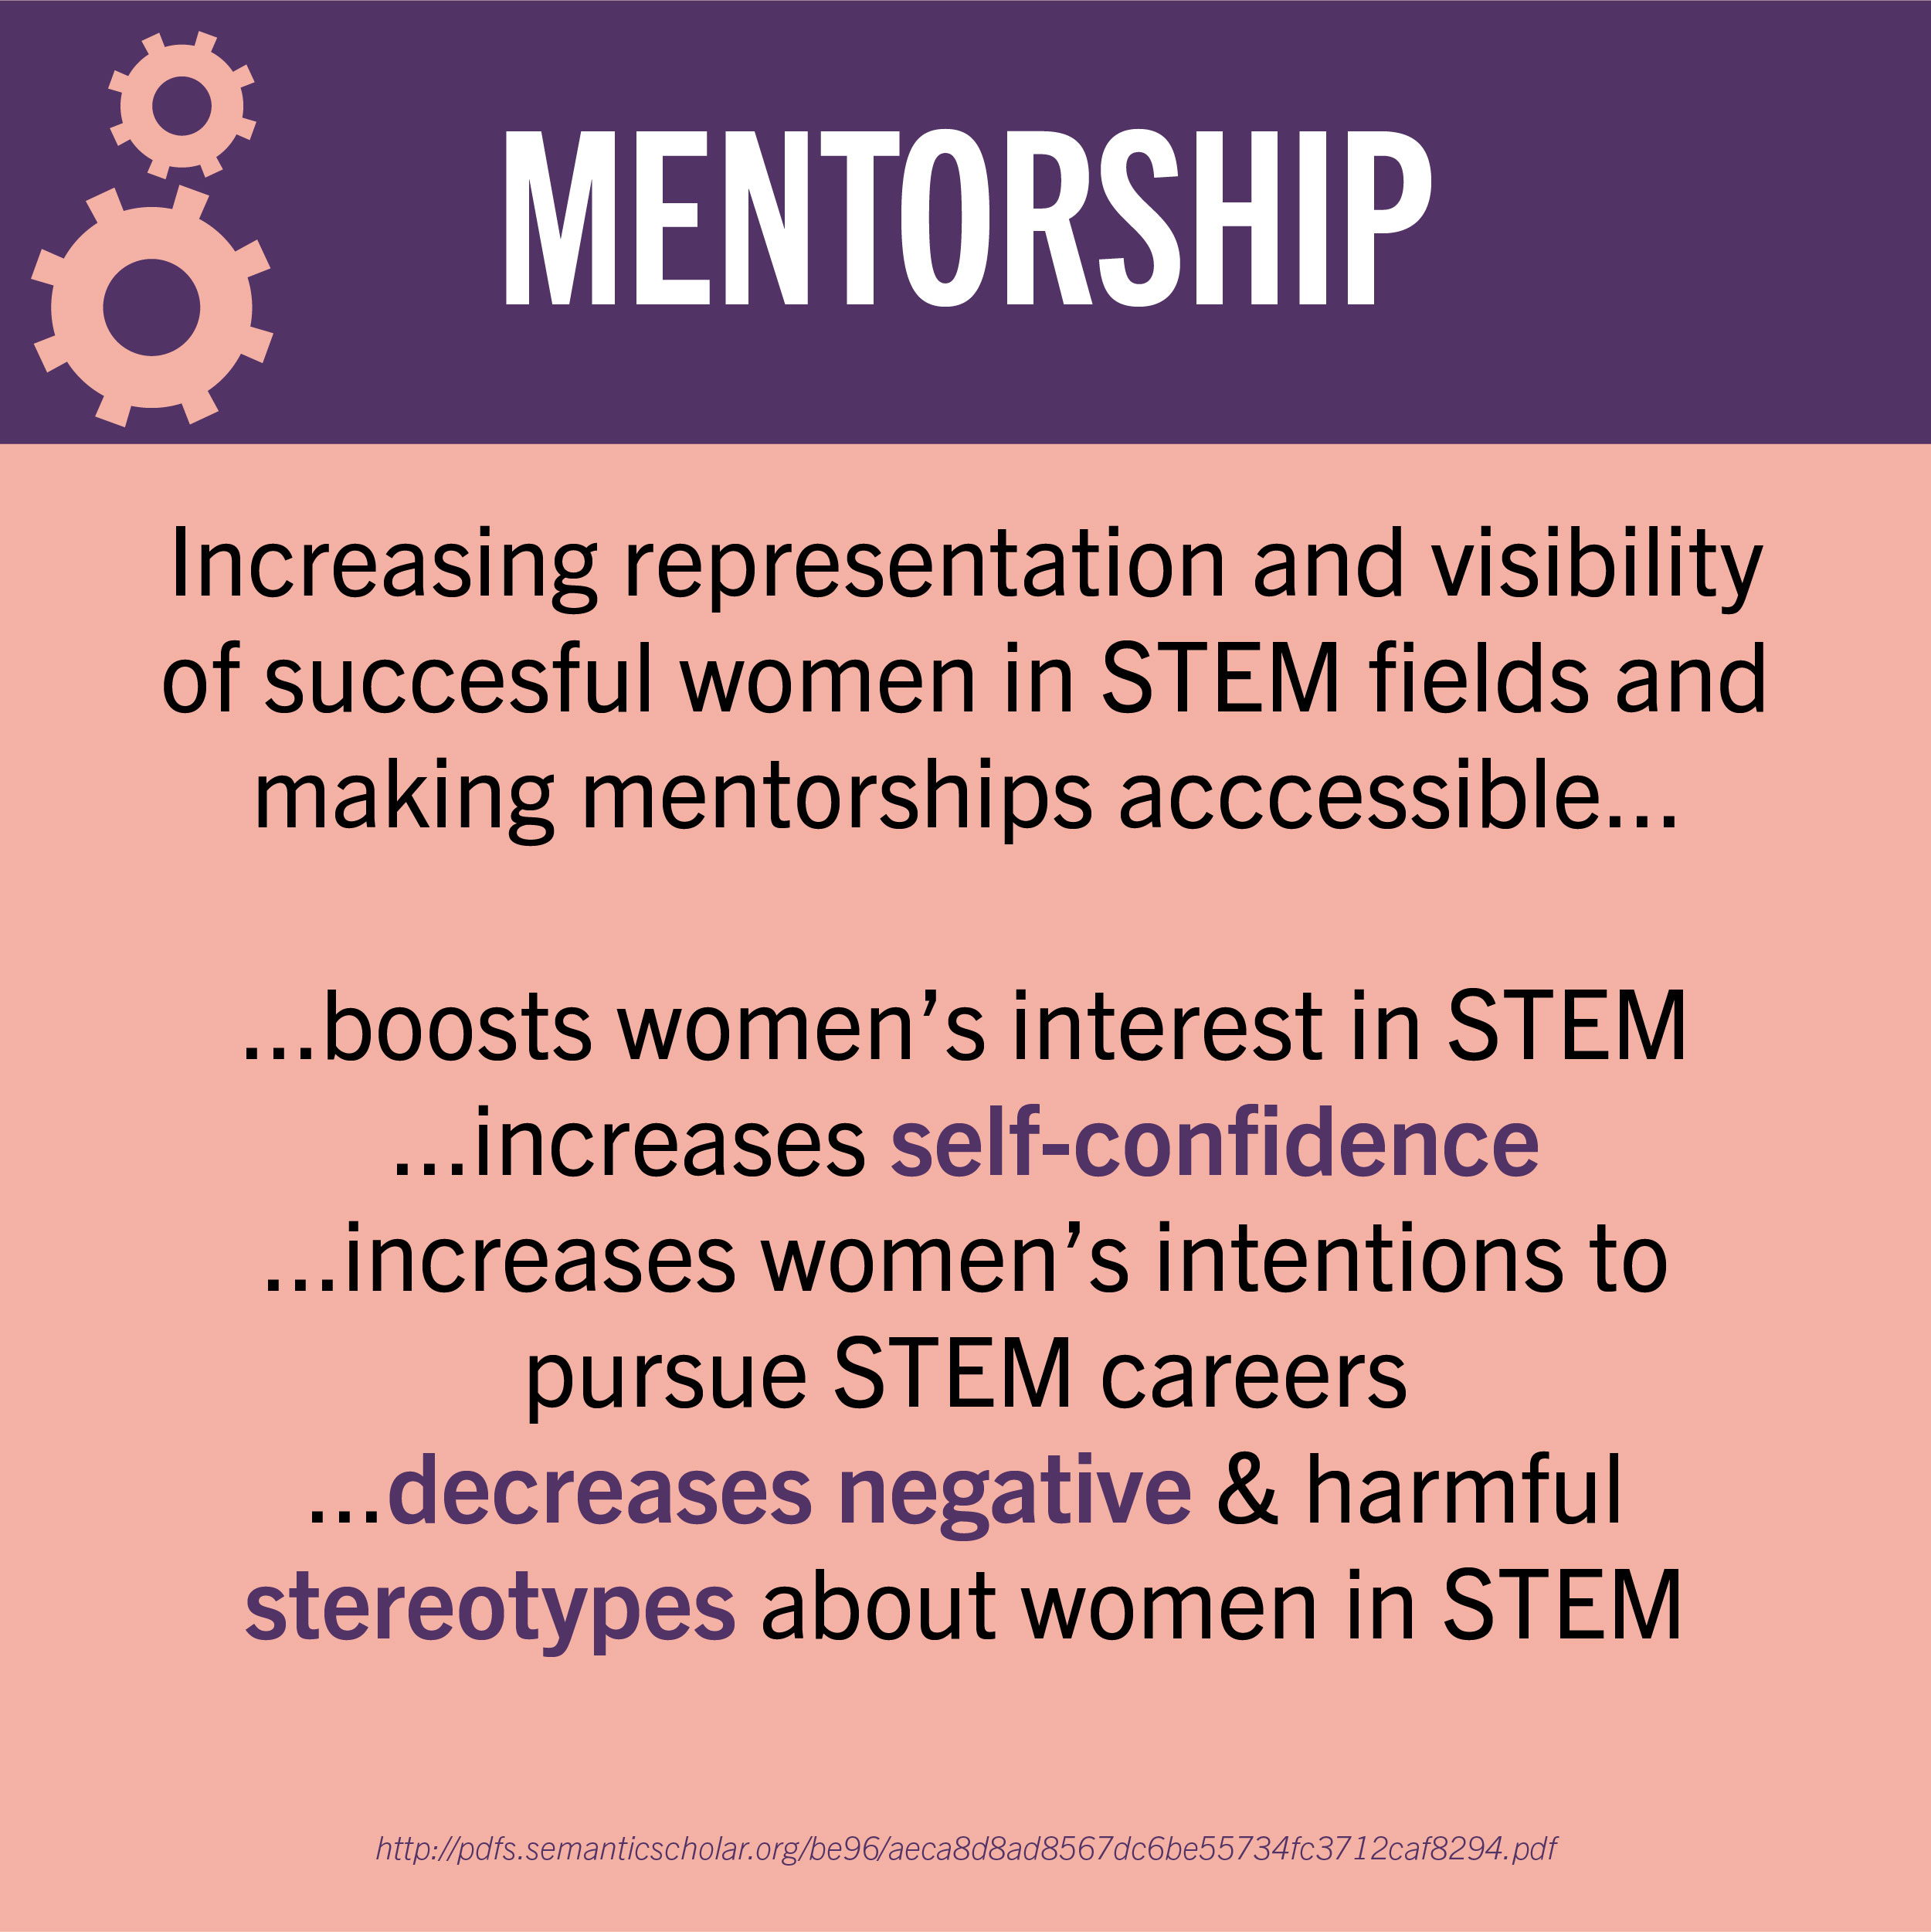 MENTORSHIP
Increasing representation and visibility
of succesful women in STEM fields and
making mentorships acccessible...
...boosts women’s interest in STEM
...increases self-confidence
...increases women’s intentions to
pursue STEM careers
...decreases negative & harmful
stereotypes about women in STEM
http://pdfs.semanticscholar.org/be96/aeca8d8ad8567dc6be55734fc3712caf8294.pdf